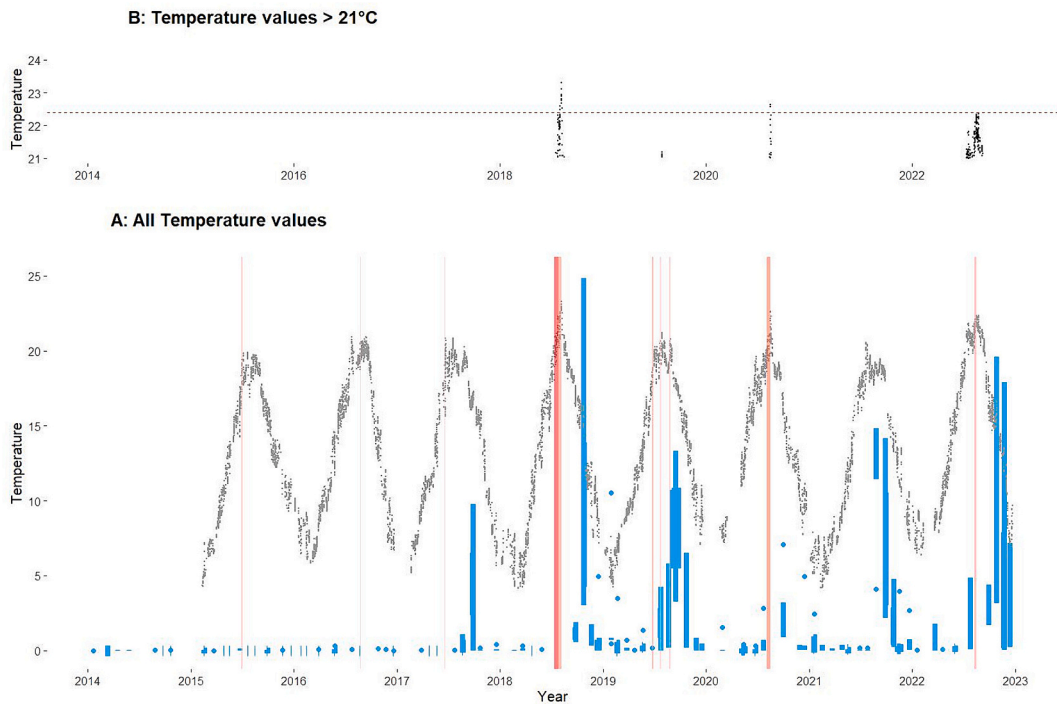 B: Temperature values > 21°C
24
23
22
21
Temperature
2014 2016 2018 2020 2022
A: All Temperature values
25
20
15
10
5
0
Temperature
2014 2015 2016 2017 2018 2019 2020 2021 2022 2023
Year